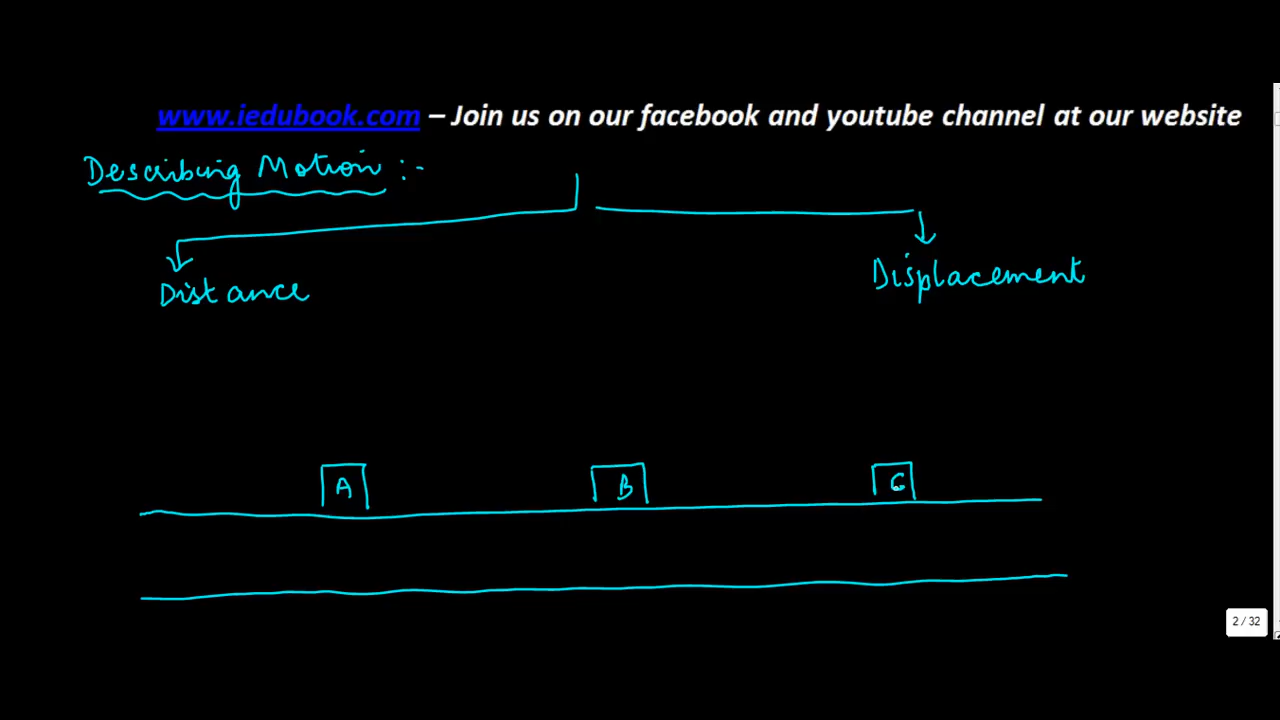 www.iedubook.com – Join us on our facebook and youtube channel at our website
Describing Motion :-
Distance
Displacement
A B C
2 / 32